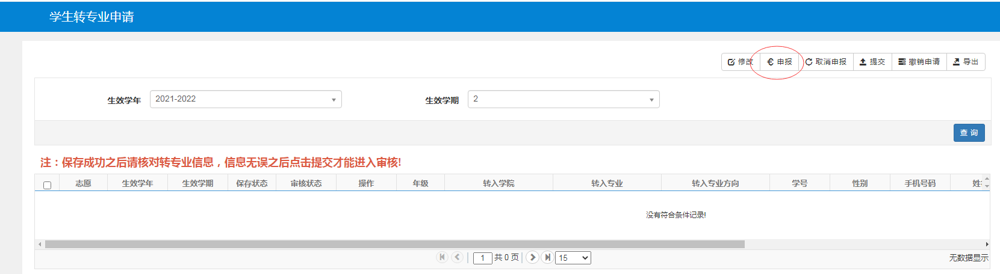 学生转专业申请
修改 申报 取消申报 提交 撤销申请 导出
生效学年 2021-2022 生效学期 2
查 询
注：保存成功之后请核对转专业信息，信息无误之后点击提交才能进入审核!
志愿 生效学年 生效学期 保存状态 审核状态 操作 年级 转入学院 转入专业 转入专业方向 学号 性别 手机号码
没有符合条件记录!
1 共 0 页 15 无数据显示